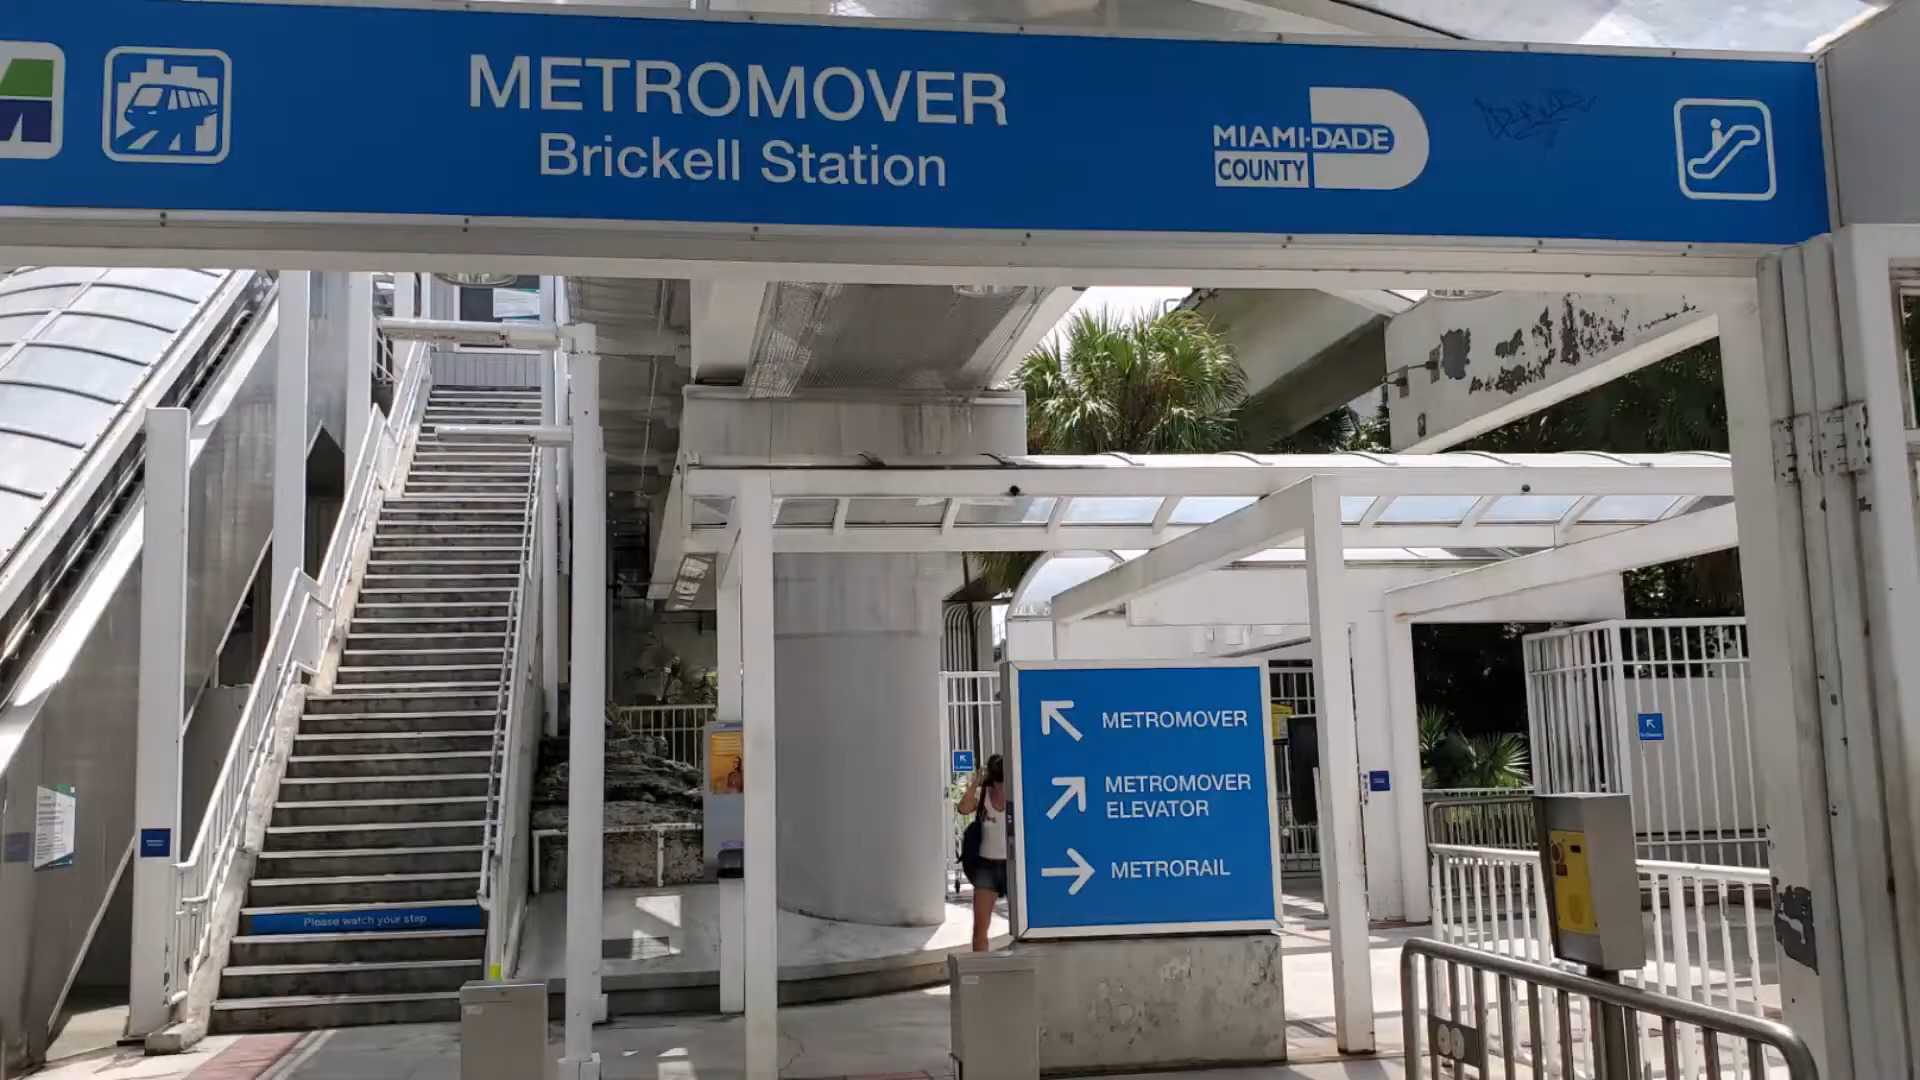 METROMOVER
Brickell Station
MIAMI·DADE
COUNTY
METROMOVER
METROMOVER
ELEVATOR
METRORAIL
Please watch your step